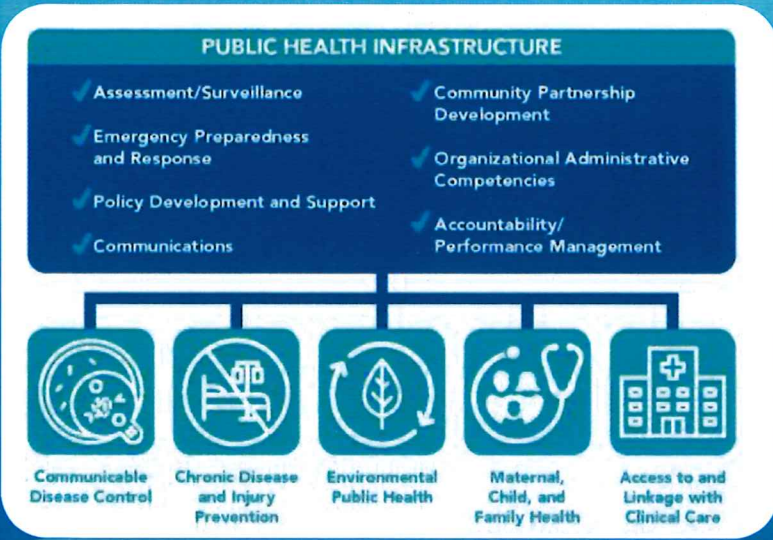 PUBLIC HEALTH INFRASTRUCTURE
Assessment/Surveillance
Emergency Preparedness
and Response
Policy Development and Support
Communications
Community Partnership
Development
Organizational Administrative
Competencies
Accountability/
Performance Management
Communicable
Disease Control
Chronic Disease
and Injury
Prevention
Environmental
Public Health
Maternal,
Child, and
Family Health
Access to and
Linkage with
Clinical Care